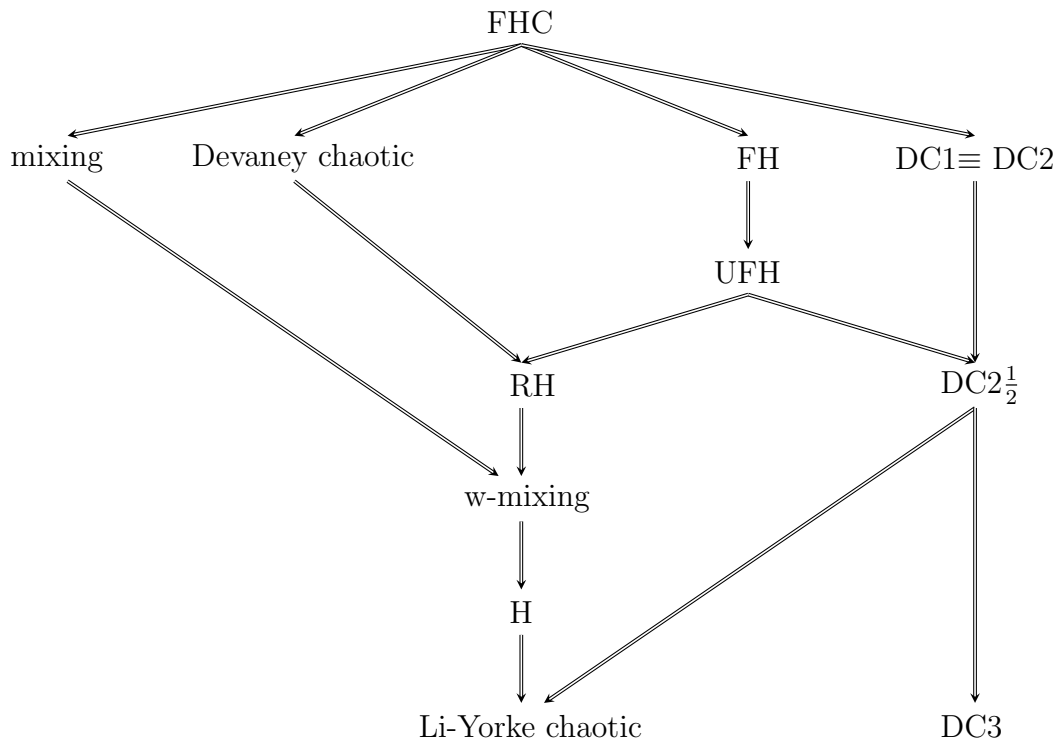 FHC
mixing
Devaney chaotic
FH
DC1≡ DC2
UFH
RH
DC2½
w-mixing
H
Li-Yorke chaotic
DC3